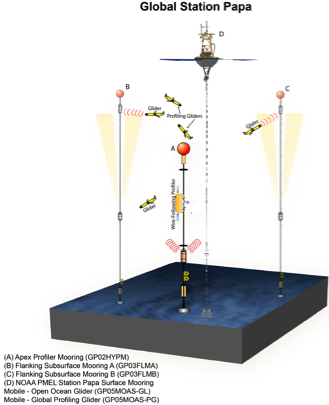 Global Station Papa
D
B
Glider
Profiling Gliders
C
Glider
A
Wire-Following Profiler
Glider
(A) Apex Profiler Mooring (GP02HYPM)
(B) Flanking Subsurface Mooring A (GP03FLMA)
(C) Flanking Subsurface Mooring B (GP03FLMB)
(D) NOAA PMEL Station Papa Surface Mooring
Mobile - Open Ocean Glider (GP05MOAS-GL)
Mobile - Global Profiling Glider (GP05MOAS-PG)